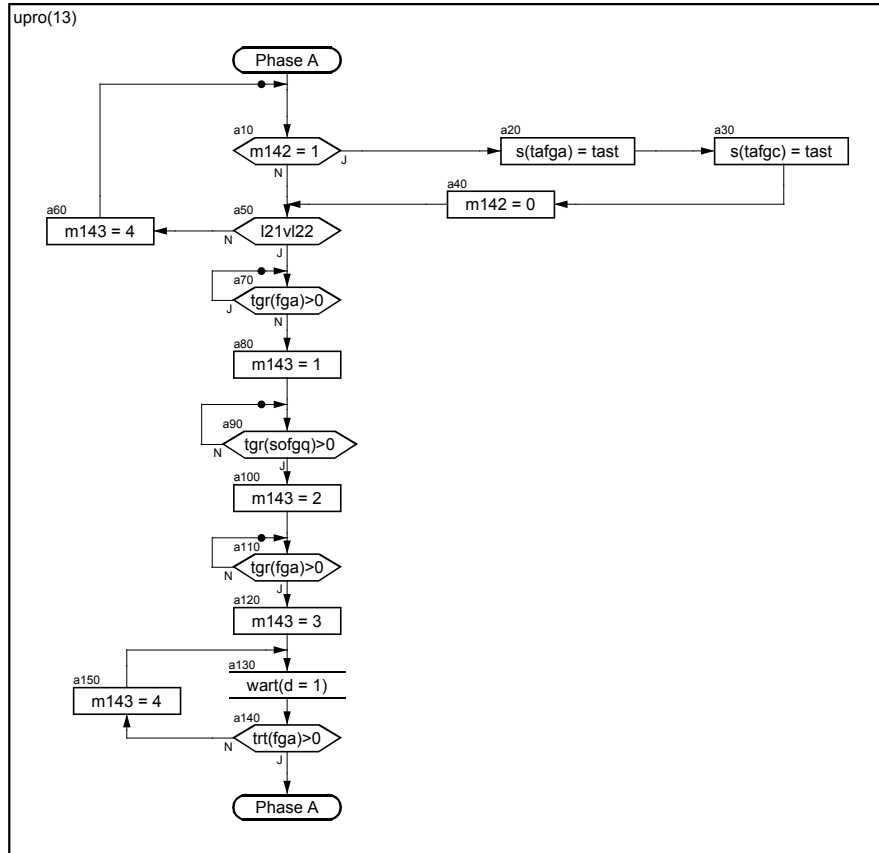 upro(13)
Phase A
a10
m142 = 1
J
N
a20
s(tafga) = tast
a30
s(tafgc) = tast
a40
m142 = 0
a50
l21vl22
N
J
a60
m143 = 4
a70
tgr(fga)>0
J
N
a80
m143 = 1
a90
tgr(sofgq)>0
N
J
a100
m143 = 2
a110
tgr(fga)>0
N
J
a120
m143 = 3
a130
wart(d = 1)
a150
m143 = 4
a140
trt(fga)>0
N
J
Phase A